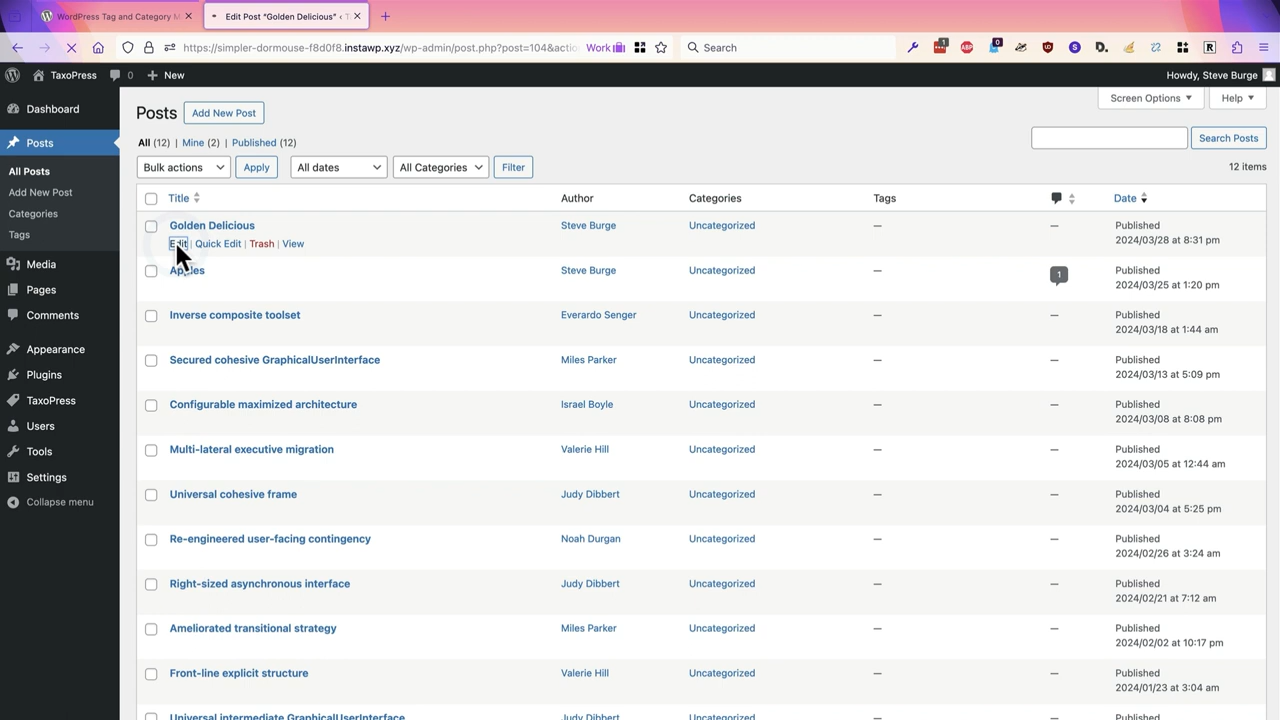 WordPress Tag and Category M
Edit Post "Golden Delicious" ‹ T
https://simpler-dormouse-f8d0f8.instawp.xyz/wp-admin/post.php?post=104&actio
Work
Search
TaxoPress
0
New
Howdy, Steve Burge
Dashboard
Posts
All Posts
Add New Post
Categories
Tags
Media
Pages
Comments
Appearance
Plugins
TaxoPress
Users
Tools
Settings
Collapse menu
Screen Options
Help
Posts
Add New Post
All (12) | Mine (2) | Published (12)
Search Posts
Bulk actions
Apply
All dates
All Categories
Filter
12 items
Title
Author
Categories
Tags
Date
Golden Delicious
Edit | Quick Edit | Trash | View
Steve Burge
Uncategorized
—
—
Published
2024/03/28 at 8:31 pm
Apples
Steve Burge
Uncategorized
—
1
Published
2024/03/25 at 1:20 pm
Inverse composite toolset
Everardo Senger
Uncategorized
—
—
Published
2024/03/18 at 1:44 am
Secured cohesive GraphicalUserInterface
Miles Parker
Uncategorized
—
—
Published
2024/03/13 at 5:09 pm
Configurable maximized architecture
Israel Boyle
Uncategorized
—
—
Published
2024/03/08 at 8:08 pm
Multi-lateral executive migration
Valerie Hill
Uncategorized
—
—
Published
2024/03/05 at 12:44 am
Universal cohesive frame
Judy Dibbert
Uncategorized
—
—
Published
2024/03/04 at 5:25 pm
Re-engineered user-facing contingency
Noah Durgan
Uncategorized
—
—
Published
2024/02/26 at 3:24 am
Right-sized asynchronous interface
Judy Dibbert
Uncategorized
—
—
Published
2024/02/21 at 7:12 am
Ameliorated transitional strategy
Miles Parker
Uncategorized
—
—
Published
2024/02/02 at 10:17 pm
Front-line explicit structure
Valerie Hill
Uncategorized
—
—
Published
2024/01/23 at 3:04 am
Universal intermediate GraphicalUserInterface
Judy Dibbert
Uncategorized
Published